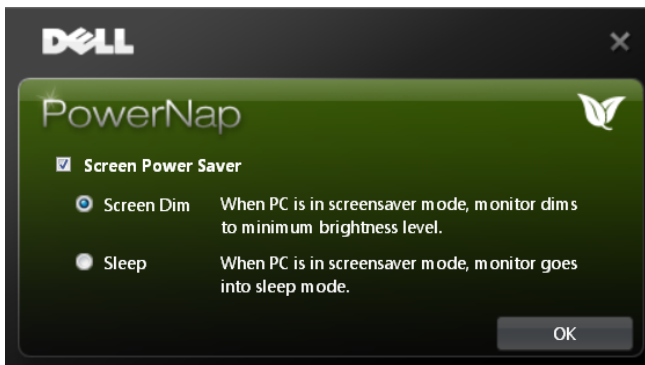 DELL
PowerNap
Screen Power Saver
Screen Dim When PC is in screensaver mode, monitor dims
to minimum brightness level.
Sleep When PC is in screensaver mode, monitor goes
into sleep mode.
OK